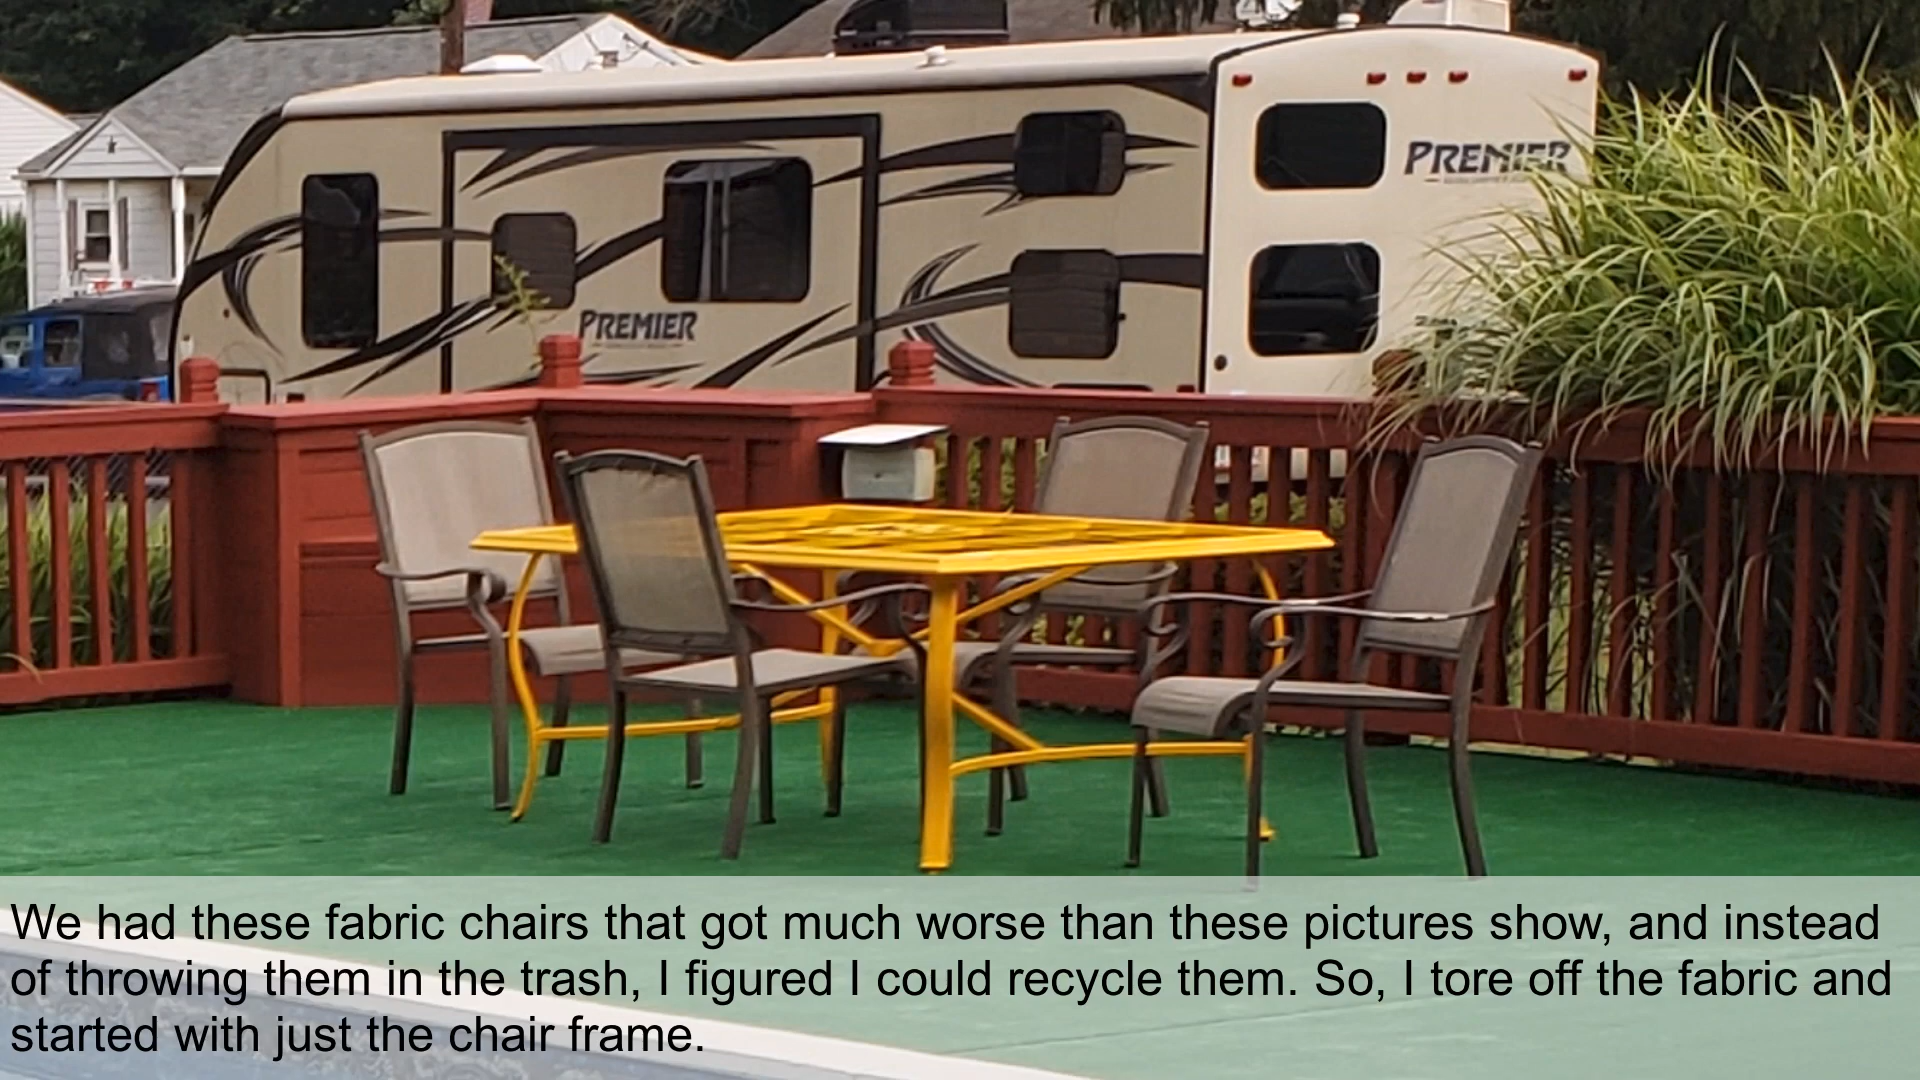 PREMIER
PREMIER
We had these fabric chairs that got much worse than these pictures show, and instead
of throwing them in the trash, I figured I could recycle them. So, I tore off the fabric and
started with just the chair frame.